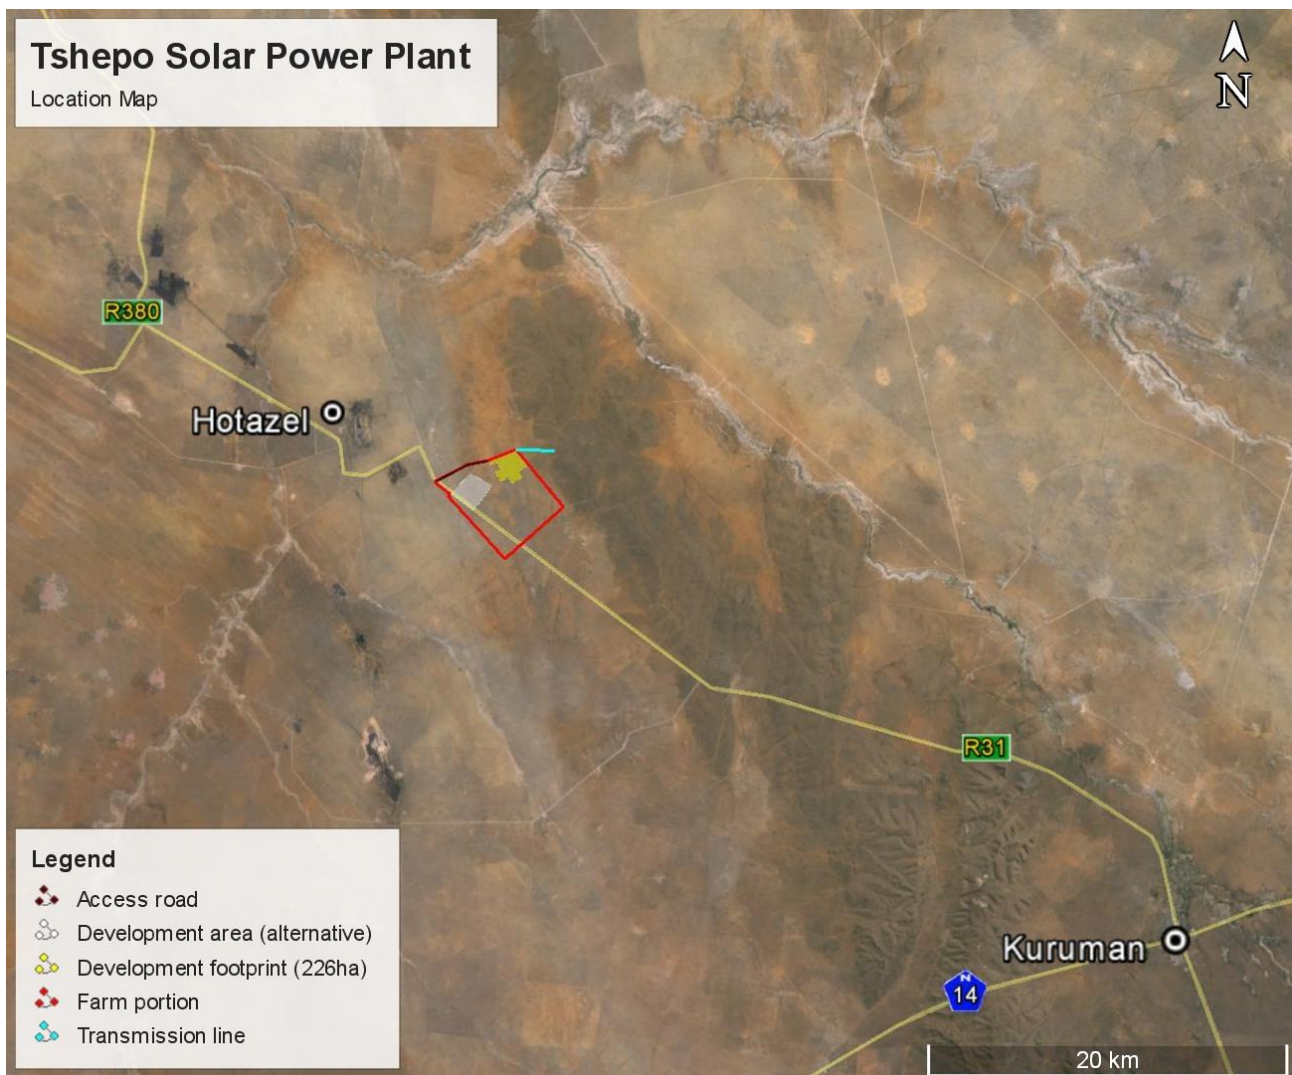 Tshepo Solar Power Plant
Location Map
N
R380
Hotazel
R31
Kuruman
N
14
Legend
Access road
Development area (alternative)
Development footprint (226ha)
Farm portion
Transmission line
20 km